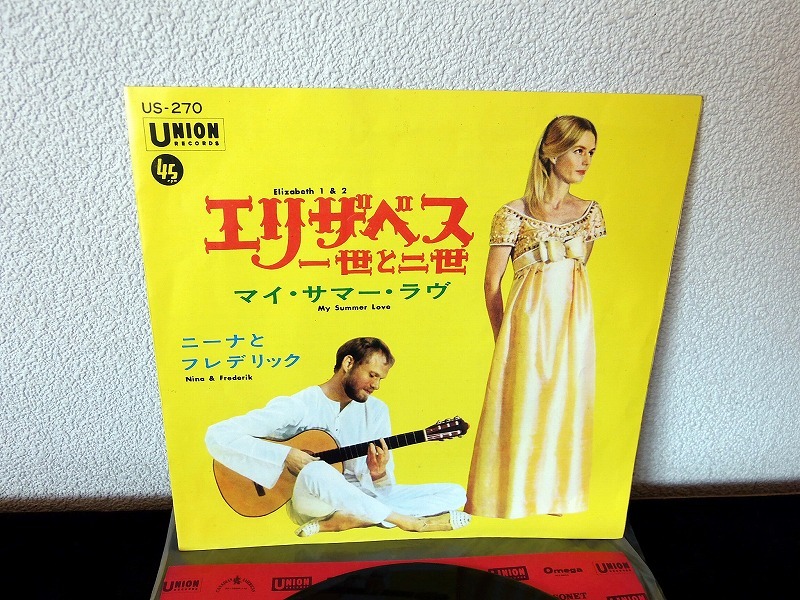 US-270
UNION
RECORDS
45
rpm
Elizabeth 1 & 2
エリザベス
一世と二世
マイ・サマー・ラヴ
My Summer Love
ニーナと
フレデリック
Nina & Frederik
UNION
UNION
Omega
UNION
UNION